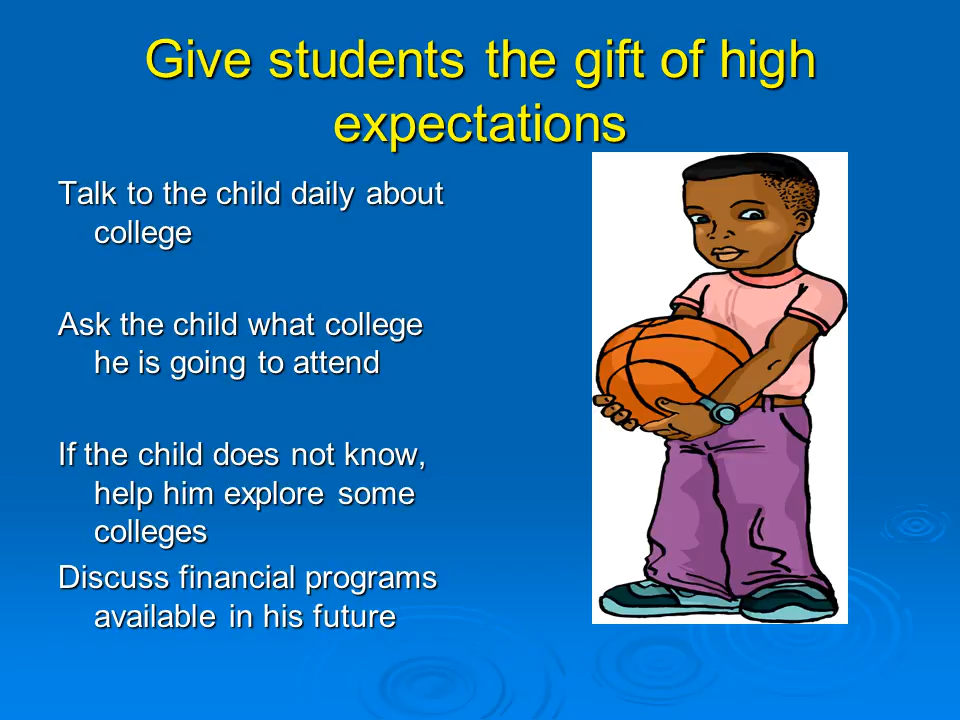 Give students the gift of high
expectations
Talk to the child daily about
college
Ask the child what college
he is going to attend
If the child does not know,
help him explore some
colleges
Discuss financial programs
available in his future